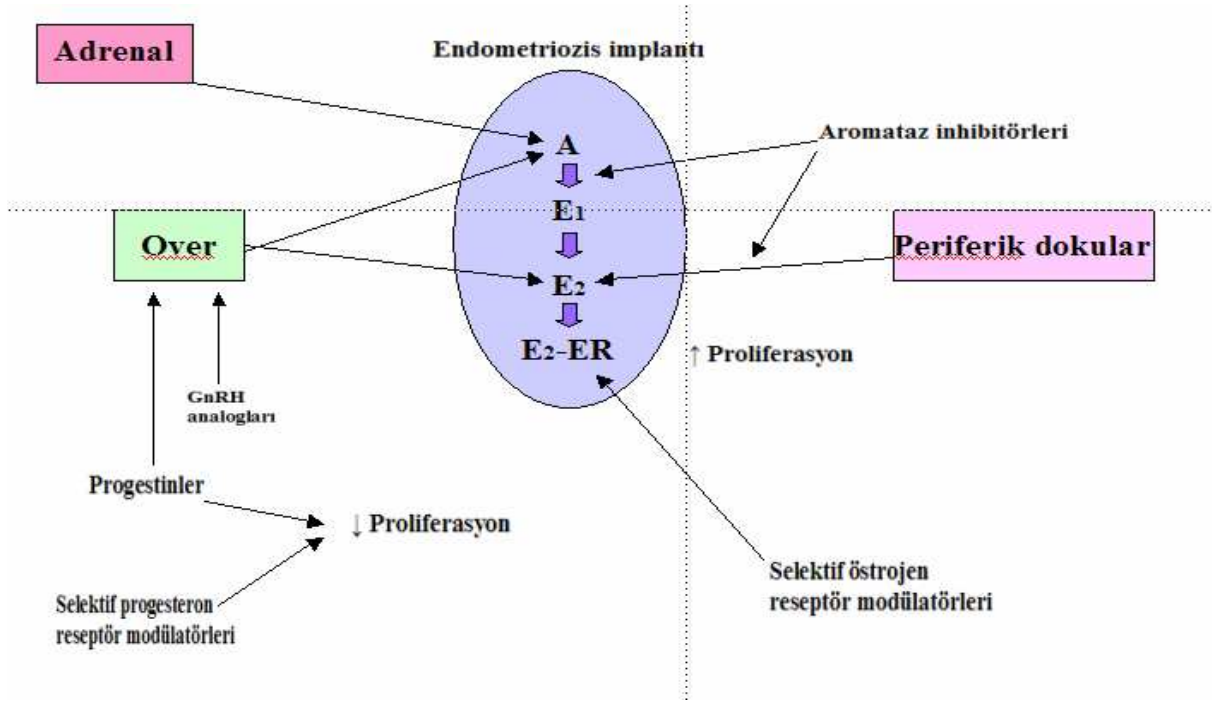 Adrenal
Endometriozis implantı
A
Aromataz inhibitörleri
E1
Over
Periferik dokular
E2
E2-ER
↑ Proliferasyon
GnRH
analogları
Progestinler
↓ Proliferasyon
Selektif östrojen
reseptör modülatörleri
Selektif progesteron
reseptör modülatörleri